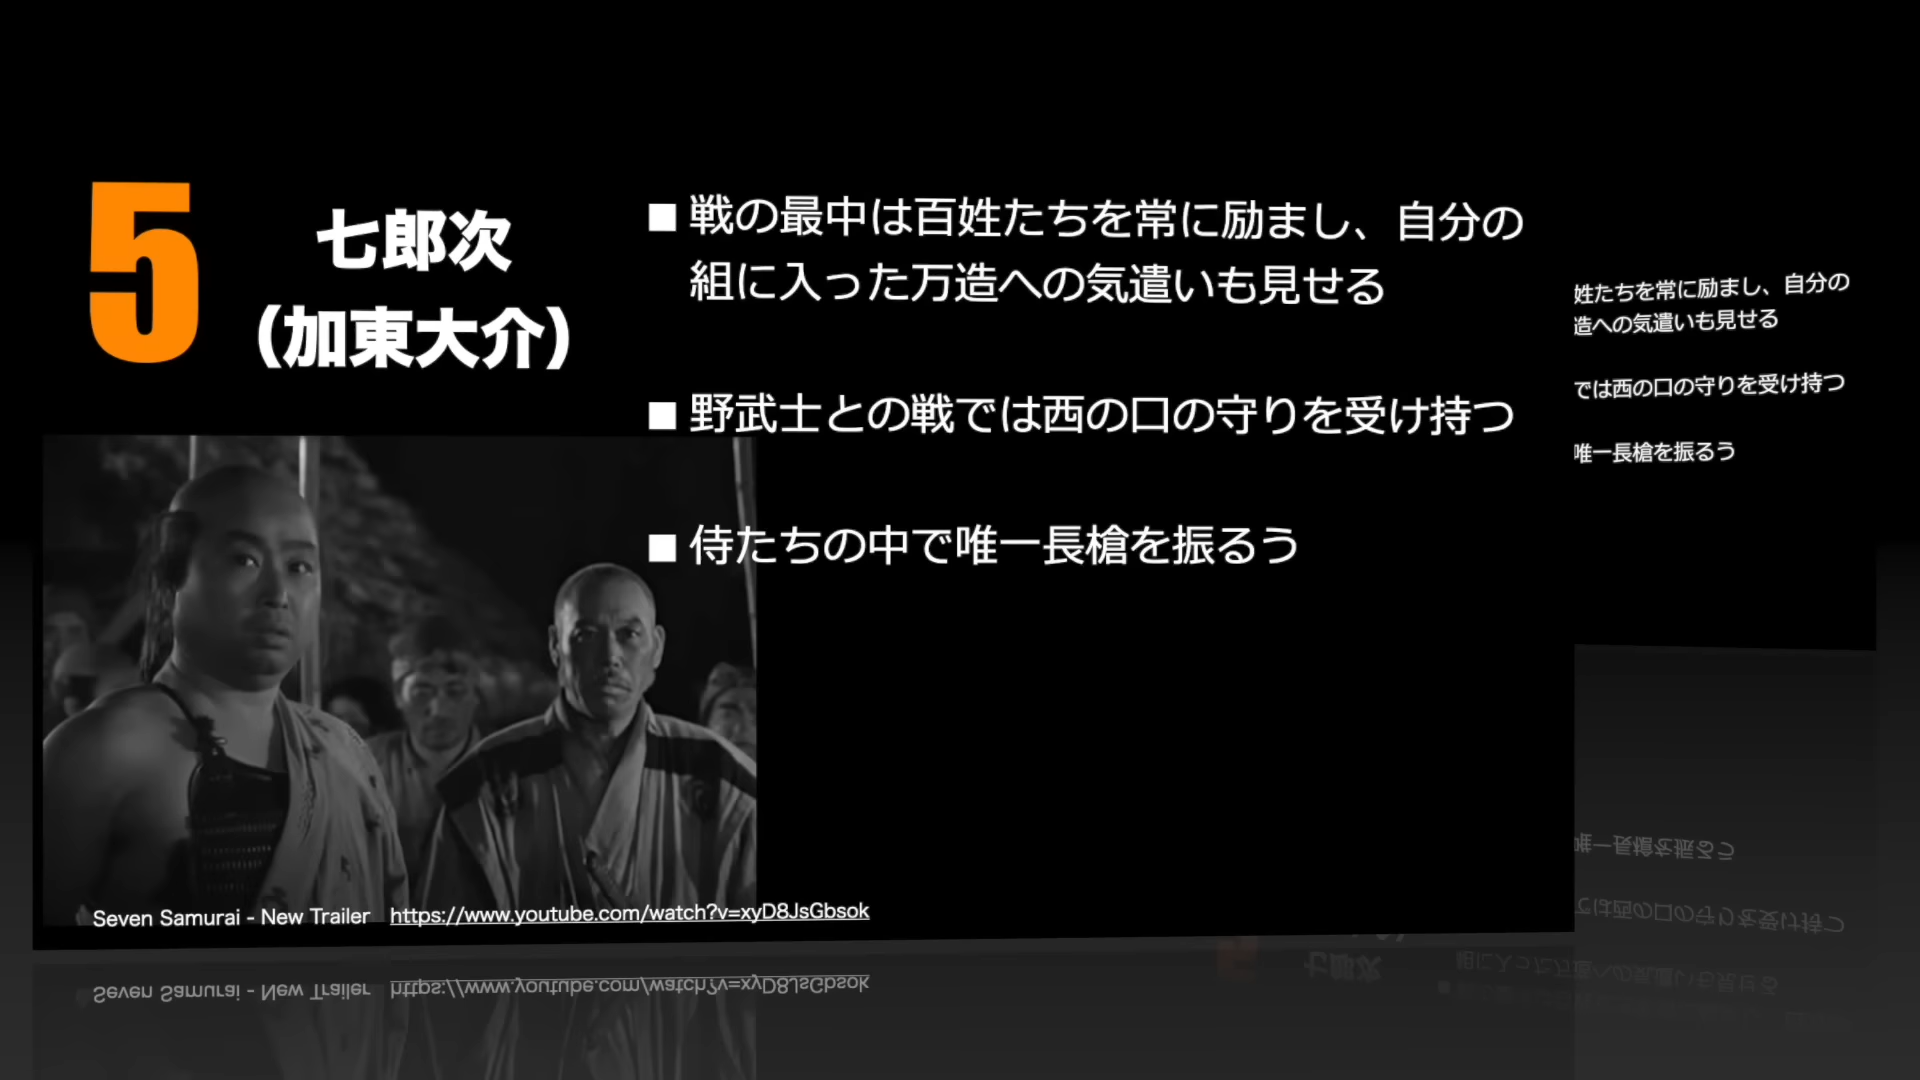 5
七郎次
（加東大介）
■ 戦の最中は百姓たちを常に励まし、自分の
組に入った万造への気遣いも見せる
■ 野武士との戦では西の口の守りを受け持つ
■ 侍たちの中で唯一長槍を振るう
Seven Samurai - New Trailer https://www.youtube.com/watch?v=xyD8JsGbsok
姓たちを常に励まし、自分の
造への気遣いも見せる
では西の口の守りを受け持つ
唯一長槍を振るう